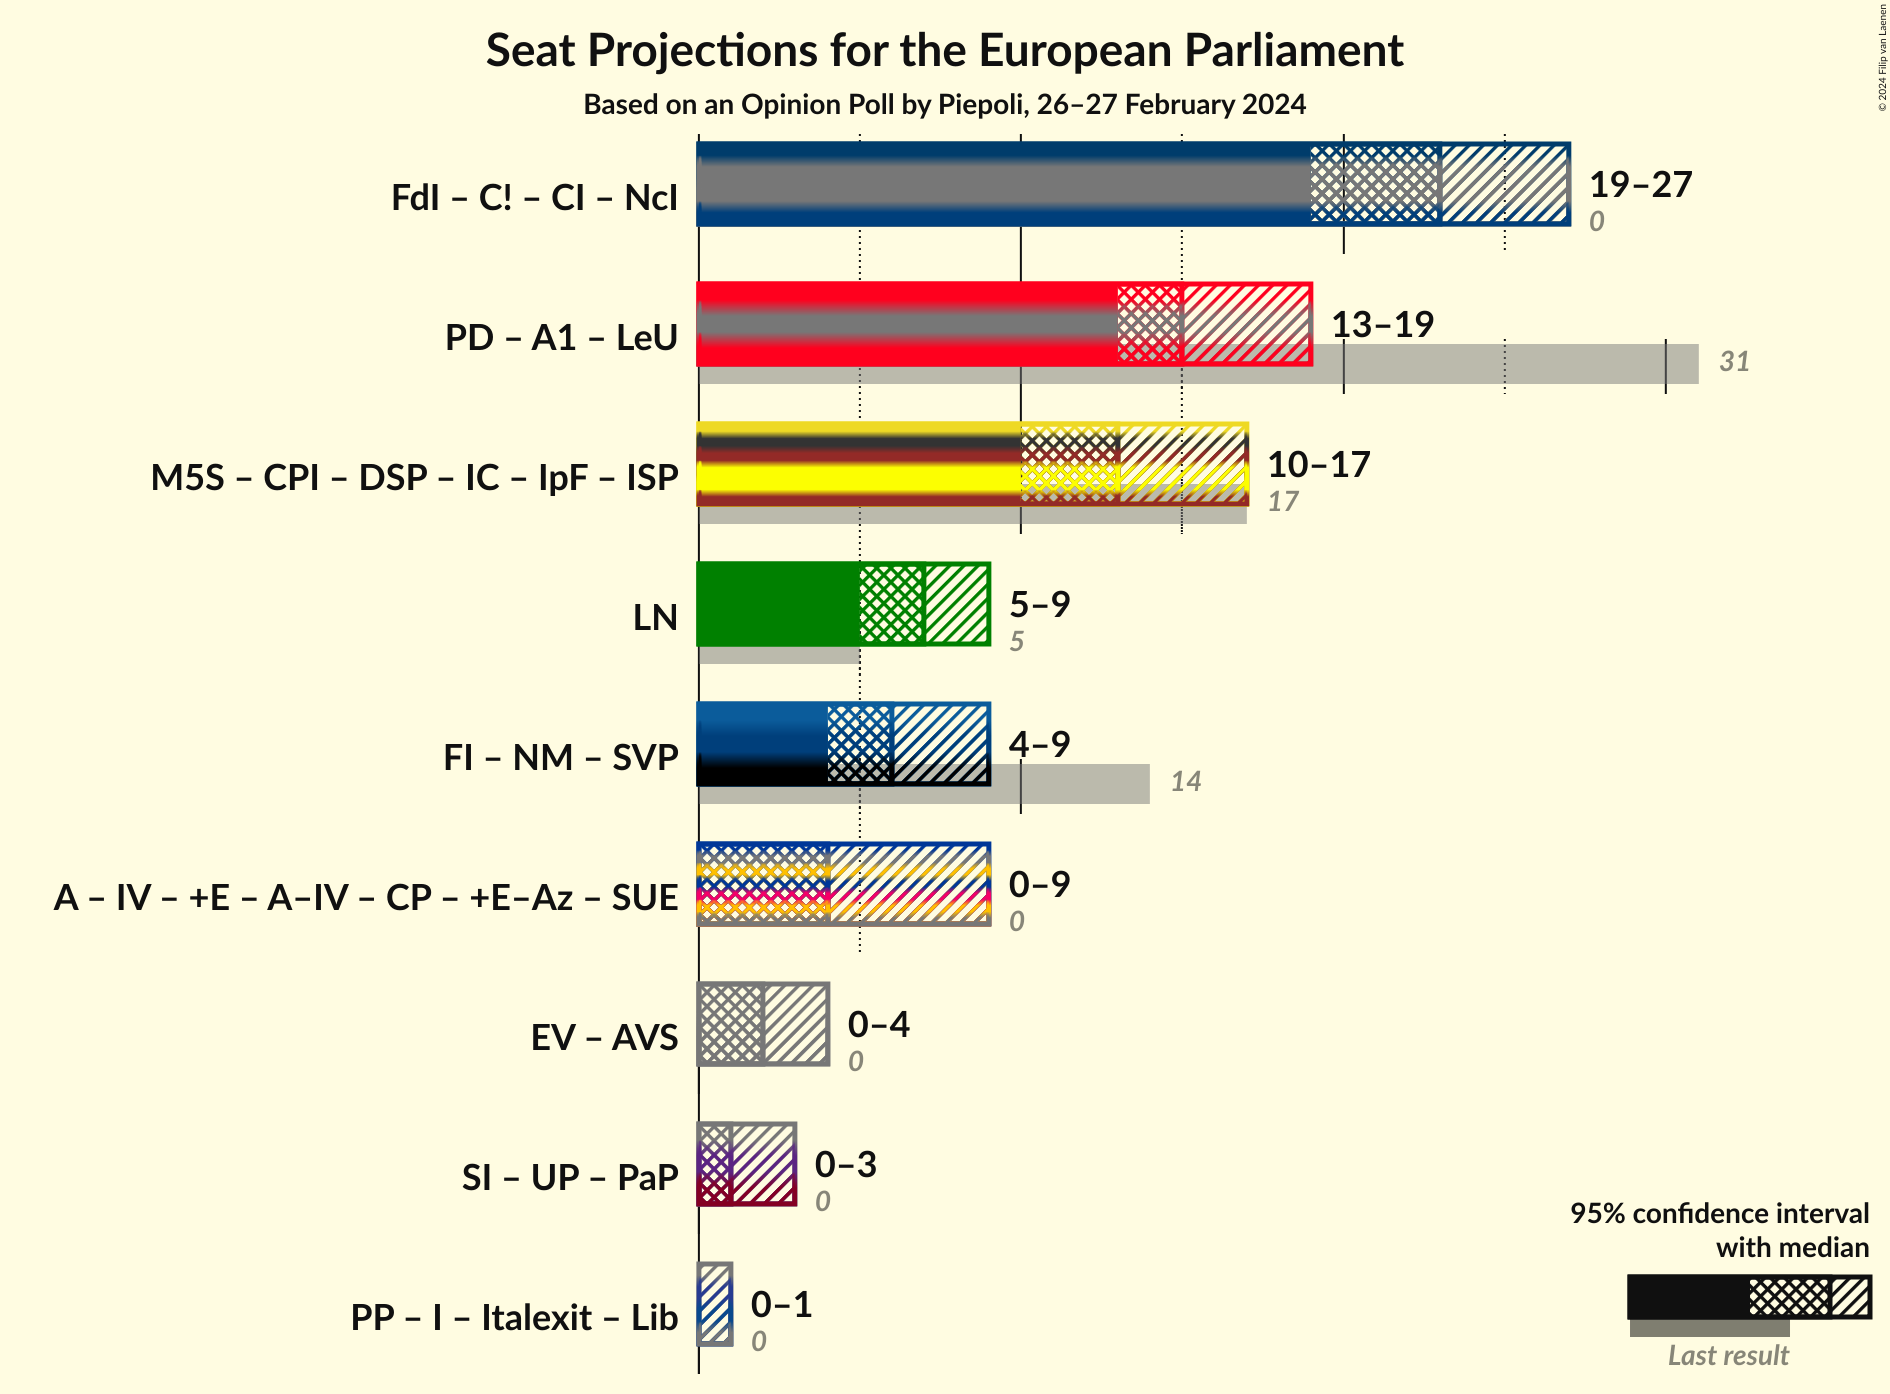 Seat Projections for the European Parliament
Based on an Opinion Poll by Piepoli, 26–27 February 2024
© 2024 Filip van Laenen
FdI – C! – CI – NcI
19–27
0
PD – A1 – LeU
13–19
31
M5S – CPI – DSP – IC – IpF – ISP
10–17
17
LN
5–9
5
FI – NM – SVP
4–9
14
A – IV – +E – A–IV – CP – +E–Az – SUE
0–9
0
EV – AVS
0–4
0
SI – UP – PaP
0–3
0
PP – I – Italexit – Lib
0–1
0
95% confidence interval
with median
Last result